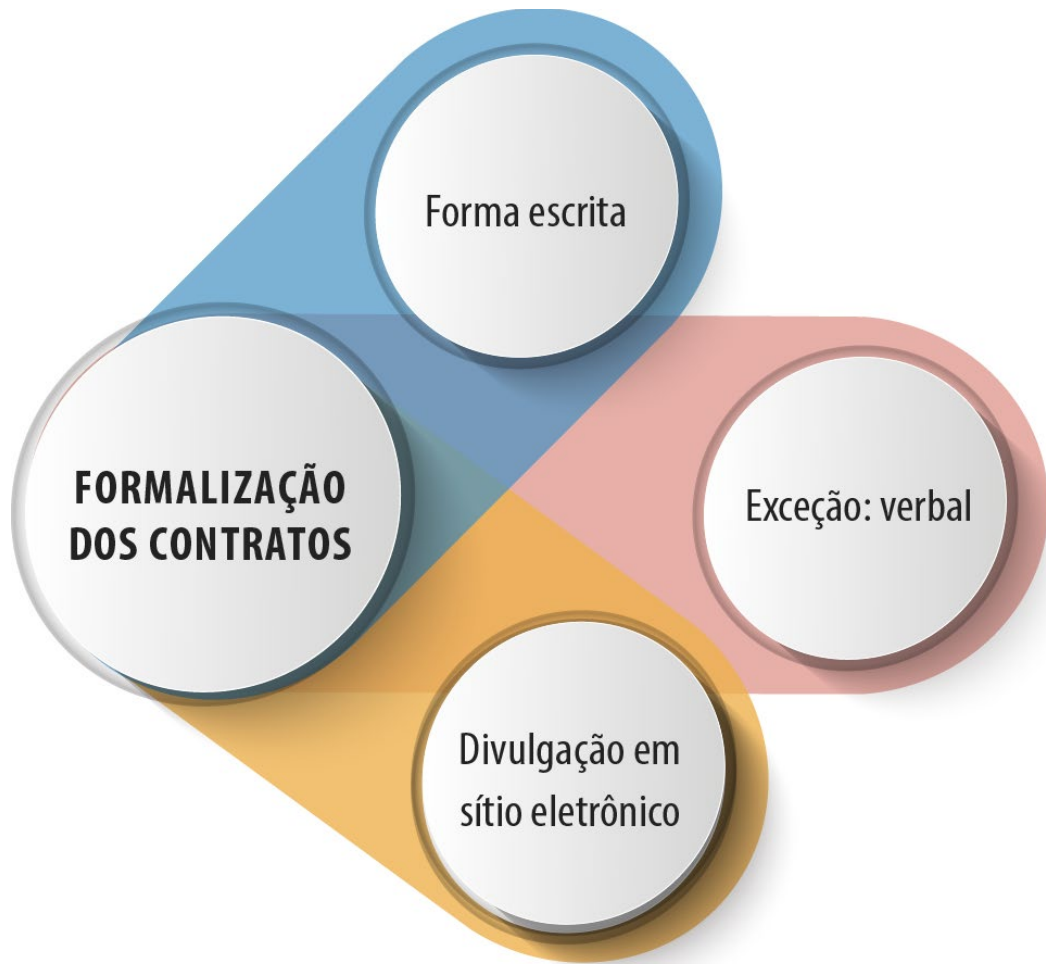 Forma escrita
FORMALIZAÇÃO
DOS CONTRATOS
Exceção: verbal
Divulgação em
sítio eletrônico